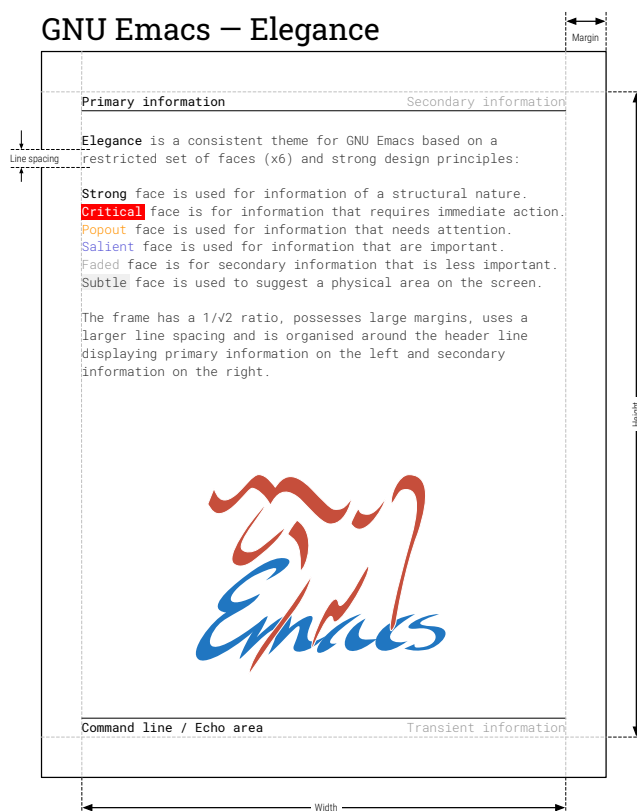 GNU Emacs — Elegance
Margin
Primary information Secondary information
Elegance is a consistent theme for GNU Emacs based on a
Line spacing
restricted set of faces (x6) and strong design principles:
Strong face is used for information of a structural nature.
Critical face is for information that requires immediate action.
Popout face is used for information that needs attention.
Salient face is used for information that are important.
Faded face is for secondary information that is less important.
Subtle face is used to suggest a physical area on the screen.
The frame has a 1/√2 ratio, possesses large margins, uses a
larger line spacing and is organised around the header line
displaying primary information on the left and secondary
information on the right.
Height
Emacs
Command line / Echo area Transient information
Width